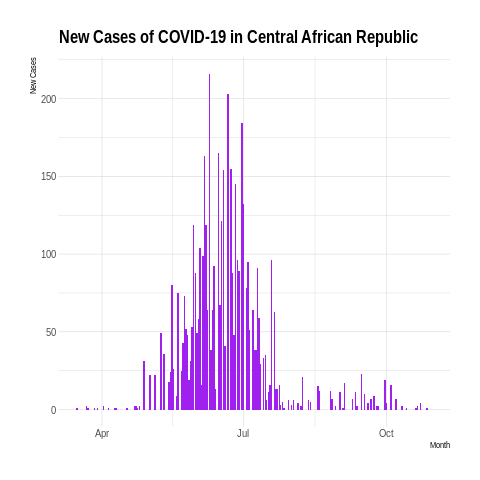 New Cases of COVID-19 in Central African Republic
New Cases
200
150
100
50
0
Apr
Jul
Oct
Month